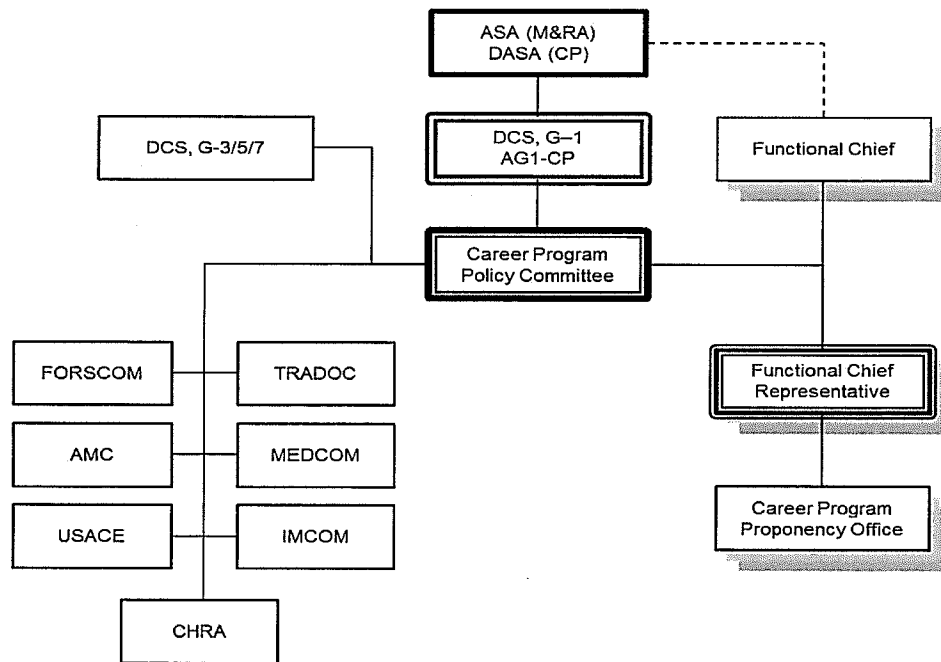 ASA (M&RA)
DASA (CP)
DCS, G-3/5/7
DCS, G–1
AG1-CP
Functional Chief
Career Program
Policy Committee
FORSCOM
TRADOC
Functional Chief
Representative
AMC
MEDCOM
Career Program
Proponency Office
USACE
IMCOM
CHRA